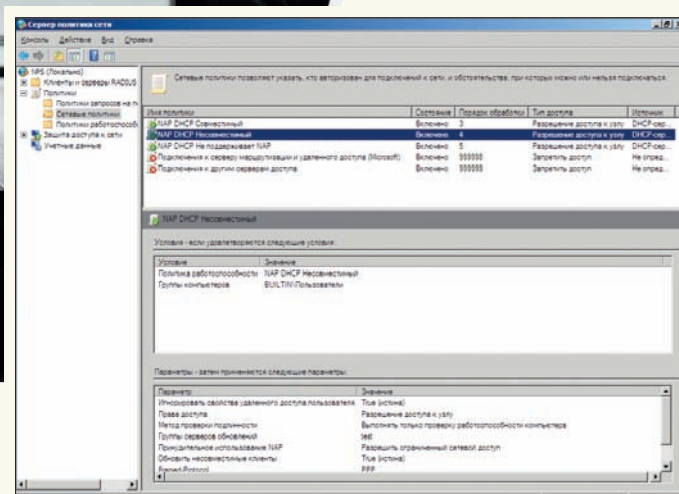 Сервер политики сети
Консоль Действие Вид Справка
NPS (Локально)
Клиенты и серверы RADIUS
Политики
Политики запросов на п
Сетевые политики
Политики работоспособ
Защита доступа к сети
Учетные данные
Сетевые политики позволяют указать, кто авторизован для подключений к сети, и обстоятельства, при которых можно или нельзя подключаться.
Имя политики Состояние Порядок обработки Тип доступа Источник
NAP DHCP Совместимый Включено 3 Разрешение доступа к узлу DHCP-сер...
NAP DHCP Несовместимый Включено 4 Разрешение доступа к узлу DHCP-сер...
NAP DHCP Не поддерживает NAP Включено 5 Разрешение доступа к узлу DHCP-сер...
Подключения к серверу маршрутизации и удаленного доступа (Microsoft) Включено 999998 Запретить доступ Не опред...
Подключения к другим серверам доступа Включено 999999 Запретить доступ Не опред...
NAP DHCP Несовместимый
Условия - если удовлетворяются следующие условия:
Условие Значение
Политика работоспособности NAP DHCP Несовместимый
Группы компьютеров BUILTIN\Пользователи
Параметры - затем применяются следующие параметры:
Параметр Значение
Игнорировать свойства удаленного доступа пользователя True (истина)
Права доступа Разрешение доступа к узлу
Метод проверки подлинности Выполнять только проверку работоспособности компьютера
Группы серверов обновлений test
Принудительное использование NAP Разрешить ограниченный сетевой доступ
Обновить несовместимые клиенты True (истина)
Framed-Protocol PPP